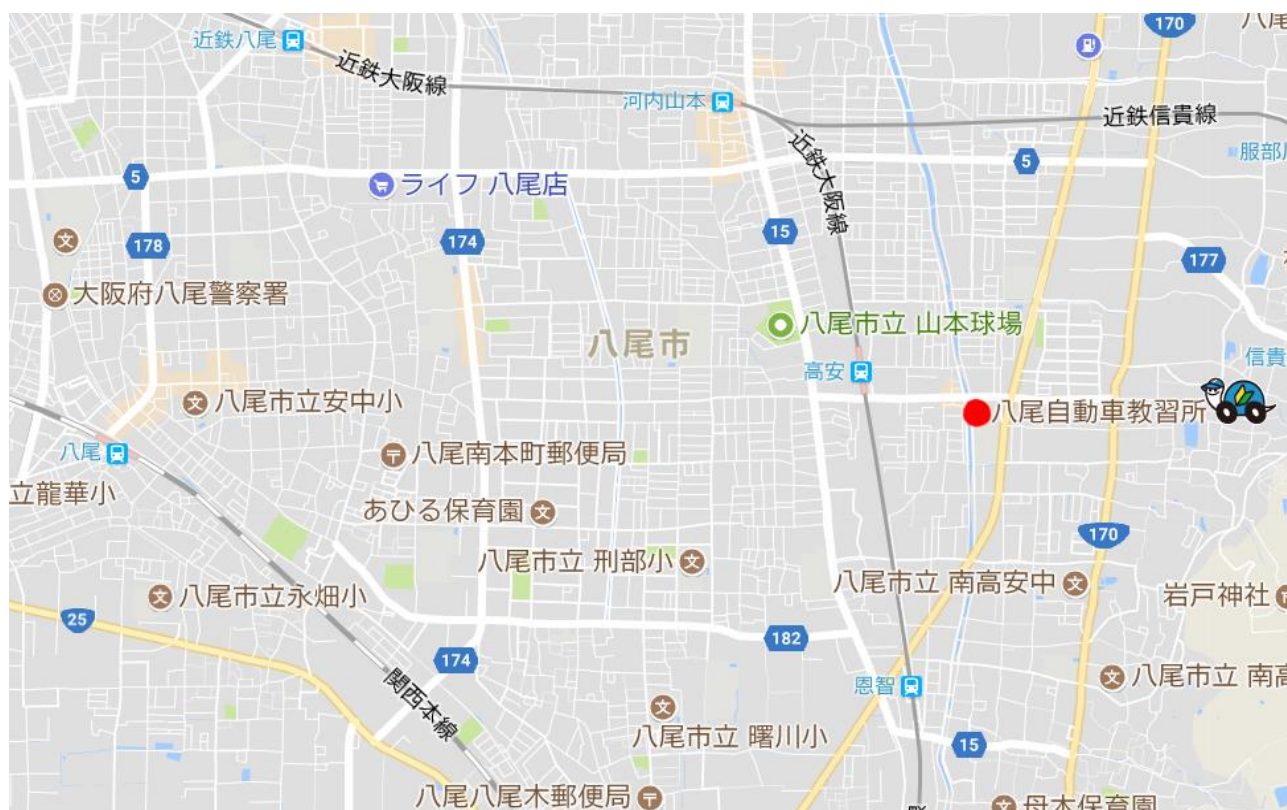 170
八尾
近鉄八尾
近鉄大阪線
河内山本
近鉄信貴線
服部川
5
5
ライフ 八尾店
近鉄大阪線
178
174
15
177
大阪府八尾警察署
八尾市立 山本球場
八尾市
信貴
高安
八尾市立安中小
八尾自動車教習所
八尾
八尾南本町郵便局
立龍華小
あひる保育園
170
八尾市立 刑部小
八尾市立 南高安中
八尾市立永畑小
岩戸神社
25
182
174
関西本線
恩智
八尾市立 南高
八尾市立 曙川小
15
八尾八尾木郵便局
母木保育園